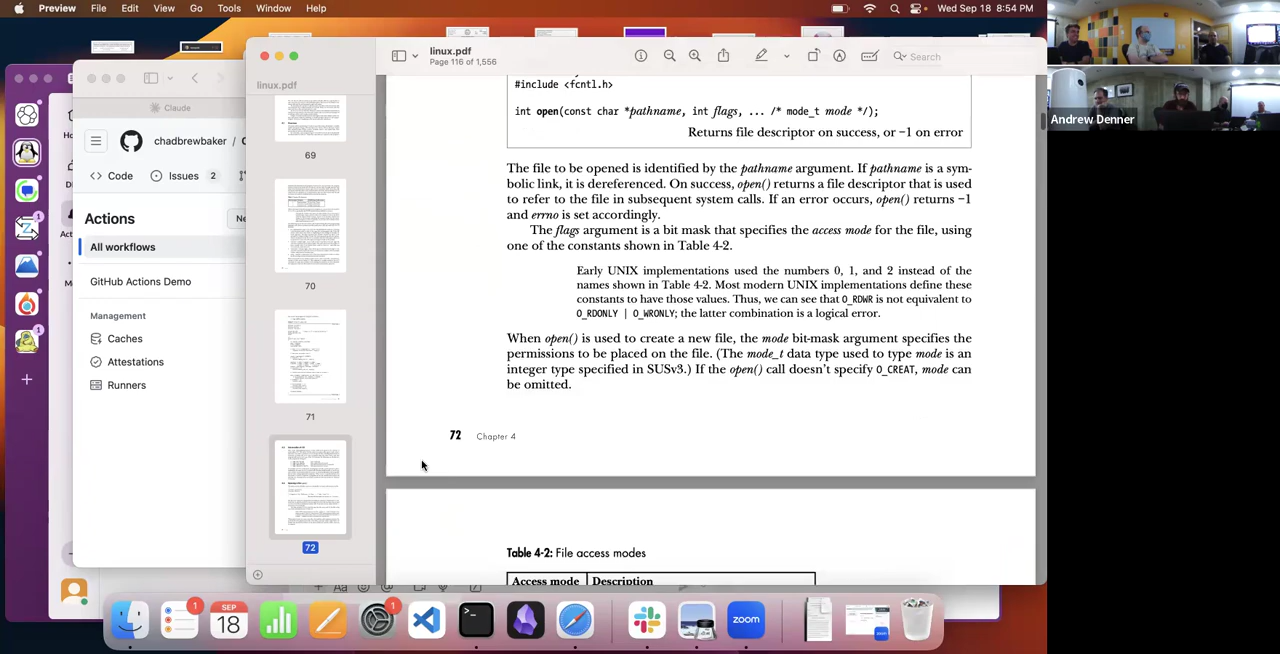 Preview File Edit View Go Tools Window Help
Wed Sep 18 8:54 PM
linux.pdf
Page 116 of 1,556
Search
linux.pdf
Claude
chadbrewbaker /
Code
Issues 2
Actions
All workflows
GitHub Actions Demo
Management
Caches
Attestations
Runners
69
70
71
72
#include <fcntl.h>
int open(const char *pathname, int flags, ... /* mode_t mode */);
Returns file descriptor on success, or –1 on error
The file to be opened is identified by the pathname argument. If pathname is a sym-
bolic link, it is dereferenced. On success, open() returns a file descriptor that is used
to refer to the file in subsequent system calls. If an error occurs, open() returns –1
and errno is set accordingly.
The flags argument is a bit mask that specifies the access mode for the file, using
one of the constants shown in Table 4-2.
Early UNIX implementations used the numbers 0, 1, and 2 instead of the
names shown in Table 4-2. Most modern UNIX implementations define these
constants to have those values. Thus, we can see that O_RDWR is not equivalent to
O_RDONLY | O_WRONLY; the latter combination is a logical error.
When open() is used to create a new file, the mode bit-mask argument specifies the
permissions to be placed on the file. (The mode_t data type used to type mode is an
integer type specified in SUSv3.) If the open() call doesn't specify O_CREAT, mode can
be omitted.
72 Chapter 4
Table 4-2: File access modes
Access mode Description
Andrew Denner
1
SEP
18
1
zoom